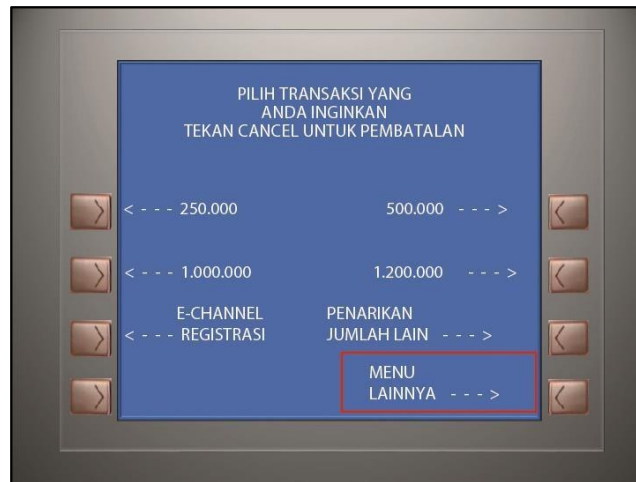 PILIH TRANSAKSI YANG
ANDA INGINKAN
TEKAN CANCEL UNTUK PEMBATALAN
< - - - 250.000
500.000 - - - >
< - - - 1.000.000
1.200.000 - - - >
E-CHANNEL
< - - - REGISTRASI
PENARIKAN
JUMLAH LAIN - - - >
MENU
LAINNYA - - - >